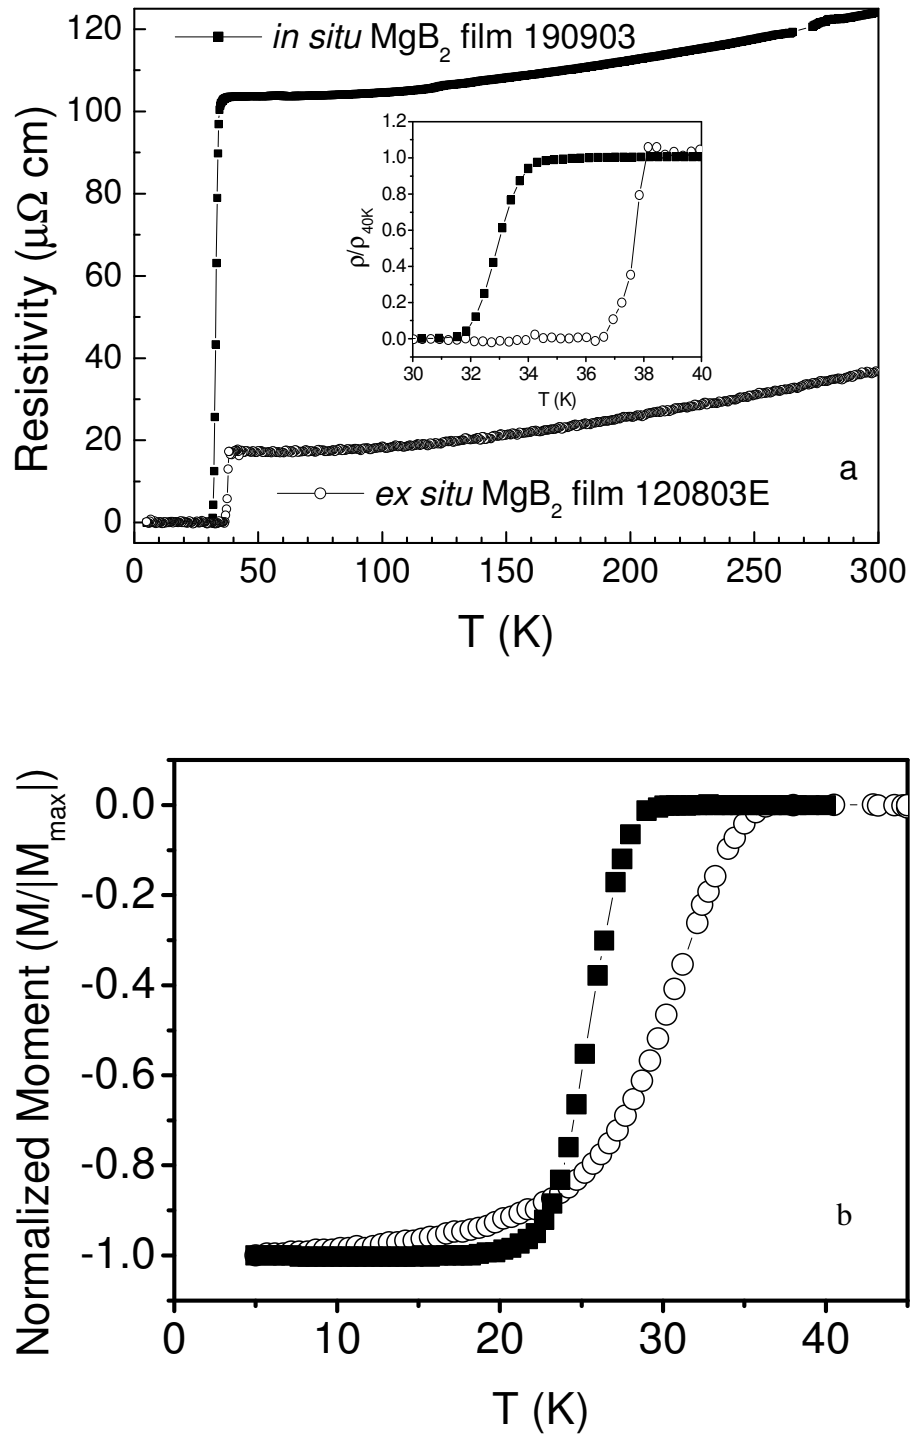 in situ MgB2 film 190903
Resistivity (μΩ cm)
120
100
80
60
40
20
0
1.2
1.0
0.8
0.6
0.4
0.2
0.0
ρ/ρ40K
30 32 34 36 38 40
T (K)
a
ex situ MgB2 film 120803E
0 50 100 150 200 250 300
T (K)
Normalized Moment (M/|Mmax|)
0.0
-0.2
-0.4
-0.6
-0.8
-1.0
b
0 10 20 30 40
T (K)